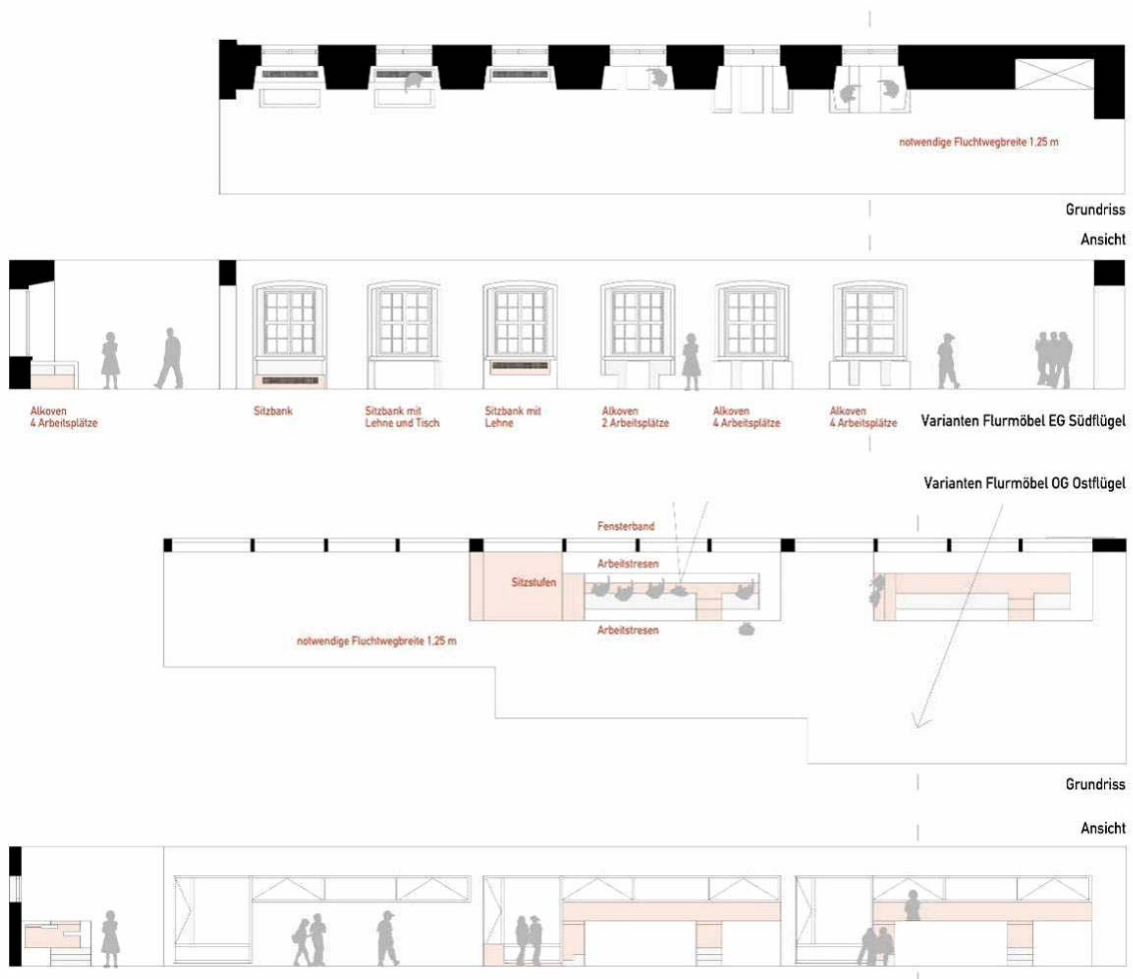 notwendige Fluchtwegbreite 1,25 m
Grundriss
Ansicht
Alkoven
4 Arbeitsplätze
Sitzbank
Sitzbank mit
Lehne und Tisch
Sitzbank mit
Lehne
Alkoven
2 Arbeitsplätze
Alkoven
4 Arbeitsplätze
Alkoven
4 Arbeitsplätze
Varianten Flurmöbel EG Südflügel
Varianten Flurmöbel OG Ostflügel
Fensterband
Arbeitstresen
Sitzstufen
Arbeitstresen
notwendige Fluchtwegbreite 1,25 m
Grundriss
Ansicht